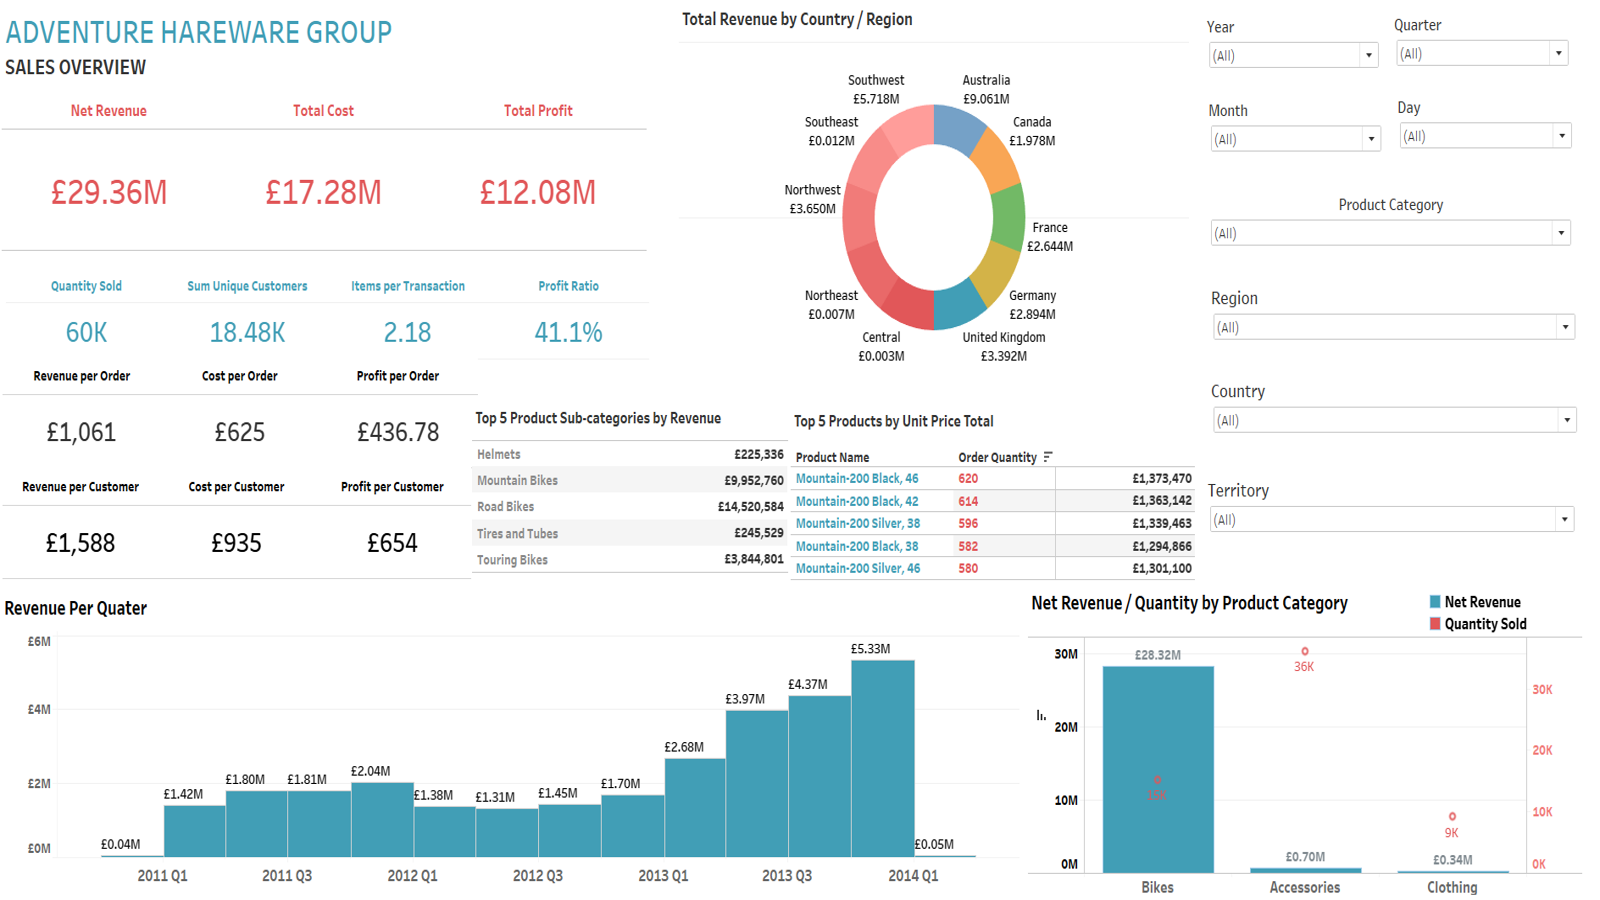 ADVENTURE HAREWARE GROUP
SALES OVERVIEW
Net Revenue Total Cost Total Profit
£29.36M £17.28M £12.08M
Quantity Sold Sum Unique Customers Items per Transaction Profit Ratio
60K 18.48K 2.18 41.1%
Revenue per Order Cost per Order Profit per Order
£1,061 £625 £436.78
Revenue per Customer Cost per Customer Profit per Customer
£1,588 £935 £654
Total Revenue by Country / Region
Southwest
£5.718M
Australia
£9.061M
Southeast
£0.012M
Canada
£1.978M
Northwest
£3.650M
France
£2.644M
Northeast
£0.007M
Germany
£2.894M
Central
£0.003M
United Kingdom
£3.392M
Year
(All)
Quarter
(All)
Month
(All)
Day
(All)
Product Category
(All)
Region
(All)
Country
(All)
Territory
(All)
Top 5 Product Sub-categories by Revenue
Helmets £225,336
Mountain Bikes £9,952,760
Road Bikes £14,520,584
Tires and Tubes £245,529
Touring Bikes £3,844,801
Top 5 Products by Unit Price Total
Product Name Order Quantity
Mountain-200 Black, 46 620 £1,373,470
Mountain-200 Black, 42 614 £1,363,142
Mountain-200 Silver, 38 596 £1,339,463
Mountain-200 Black, 38 582 £1,294,866
Mountain-200 Silver, 46 580 £1,301,100
Revenue Per Quater
£6M
£4M
£2M
£0M
£0.04M
£1.42M
£1.80M
£1.81M
£2.04M
£1.38M
£1.31M
£1.45M
£1.70M
£2.68M
£3.97M
£4.37M
£5.33M
£0.05M
2011 Q1 2011 Q3 2012 Q1 2012 Q3 2013 Q1 2013 Q3 2014 Q1
Net Revenue / Quantity by Product Category
Net Revenue
Quantity Sold
30M
20M
10M
0M
£28.32M
15K
36K
£0.70M
9K
£0.34M
30K
20K
10K
0K
Bikes Accessories Clothing